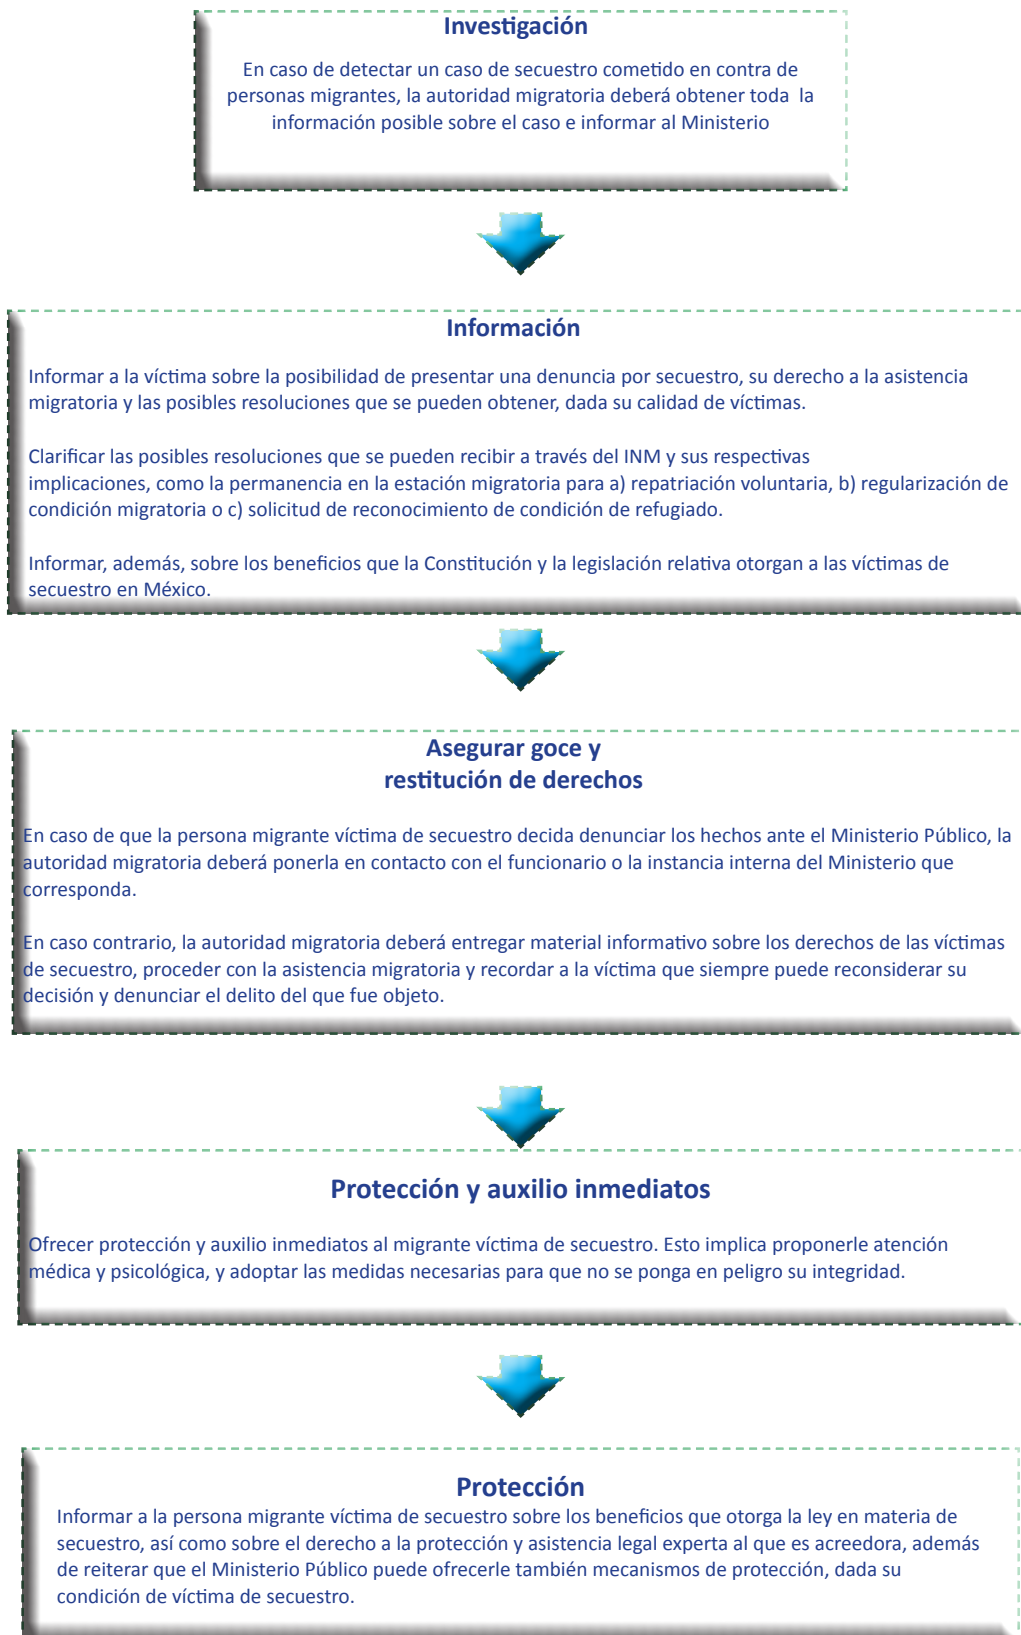 Investigación
En caso de detectar un caso de secuestro cometido en contra de
personas migrantes, la autoridad migratoria deberá obtener toda la
información posible sobre el caso e informar al Ministerio
Información
Informar a la víctima sobre la posibilidad de presentar una denuncia por secuestro, su derecho a la asistencia
migratoria y las posibles resoluciones que se pueden obtener, dada su calidad de víctimas.
Clarificar las posibles resoluciones que se pueden recibir a través del INM y sus respectivas
implicaciones, como la permanencia en la estación migratoria para a) repatriación voluntaria, b) regularización de
condición migratoria o c) solicitud de reconocimiento de condición de refugiado.
Informar, además, sobre los beneficios que la Constitución y la legislación relativa otorgan a las víctimas de
secuestro en México.
Asegurar goce y
restitución de derechos
En caso de que la persona migrante víctima de secuestro decida denunciar los hechos ante el Ministerio Público, la
autoridad migratoria deberá ponerla en contacto con el funcionario o la instancia interna del Ministerio que
corresponda.
En caso contrario, la autoridad migratoria deberá entregar material informativo sobre los derechos de las víctimas
de secuestro, proceder con la asistencia migratoria y recordar a la víctima que siempre puede reconsiderar su
decisión y denunciar el delito del que fue objeto.
Protección y auxilio inmediatos
Ofrecer protección y auxilio inmediatos al migrante víctima de secuestro. Esto implica proponerle atención
médica y psicológica, y adoptar las medidas necesarias para que no se ponga en peligro su integridad.
Protección
Informar a la persona migrante víctima de secuestro sobre los beneficios que otorga la ley en materia de
secuestro, así como sobre el derecho a la protección y asistencia legal experta al que es acreedora, además
de reiterar que el Ministerio Público puede ofrecerle también mecanismos de protección, dada su
condición de víctima de secuestro.